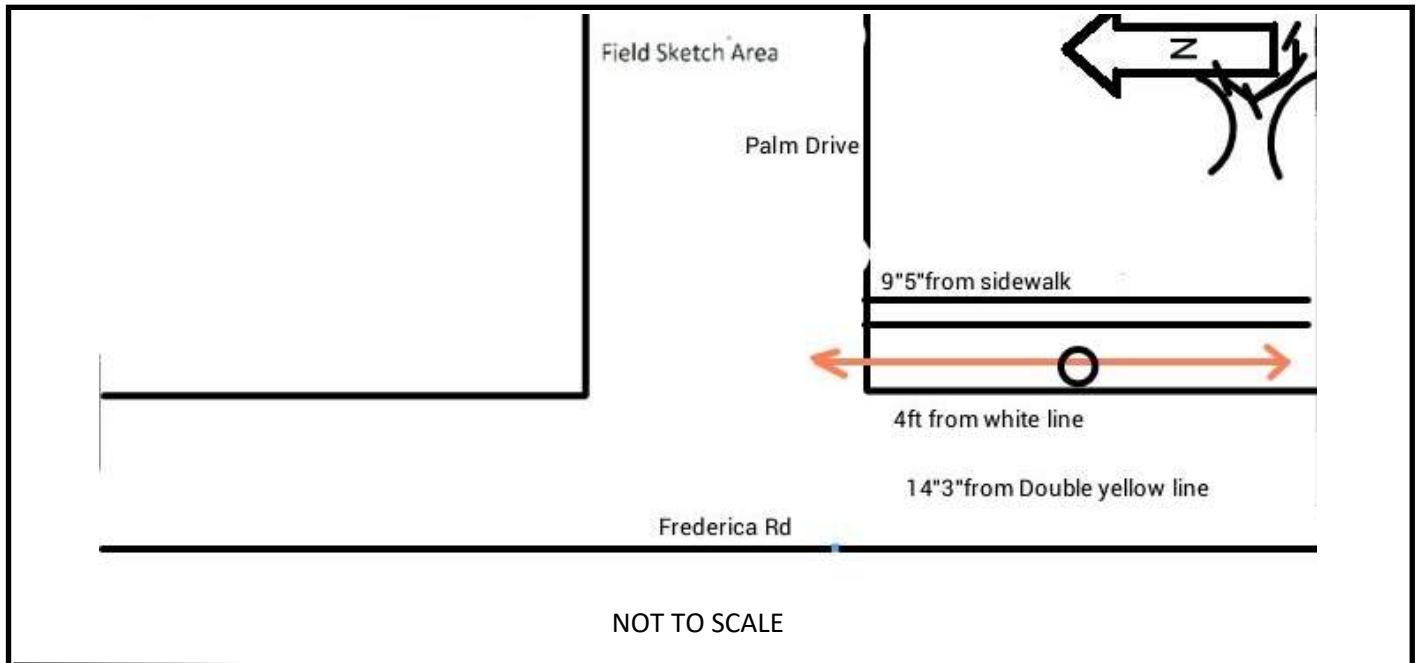 Field Sketch Area
N
Palm Drive
9"5"from sidewalk
4ft from white line
14"3"from Double yellow line
Frederica Rd
NOT TO SCALE